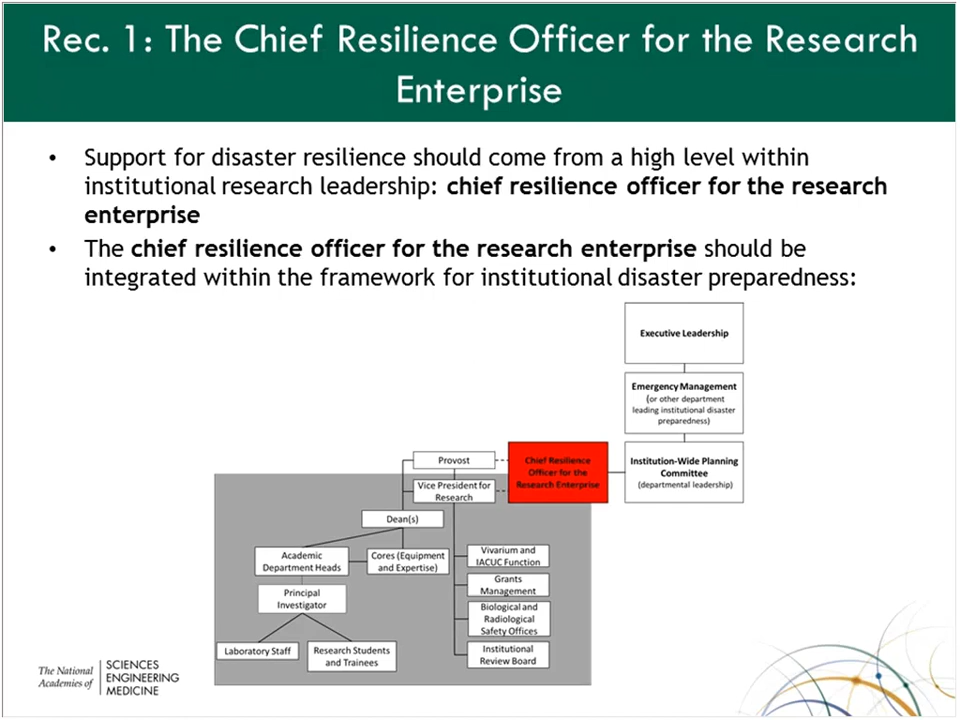 Rec. 1: The Chief Resilience Officer for the Research
Enterprise
• Support for disaster resilience should come from a high level within
institutional research leadership: chief resilience officer for the research
enterprise
• The chief resilience officer for the research enterprise should be
integrated within the framework for institutional disaster preparedness:
Executive Leadership
Emergency Management
(or other department
leading institutional disaster
preparedness)
Institution-Wide Planning
Committee
(departmental leadership)
Chief Resilience
Officer for the
Research Enterprise
Provost
Vice President for
Research
Dean(s)
Academic
Department Heads
Cores (Equipment
and Expertise)
Principal
Investigator
Laboratory Staff
Research Students
and Trainees
Vivarium and
IACUC Function
Grants
Management
Biological and
Radiological
Safety Offices
Institutional
Review Board
The National
Academies of
SCIENCES
ENGINEERING
MEDICINE